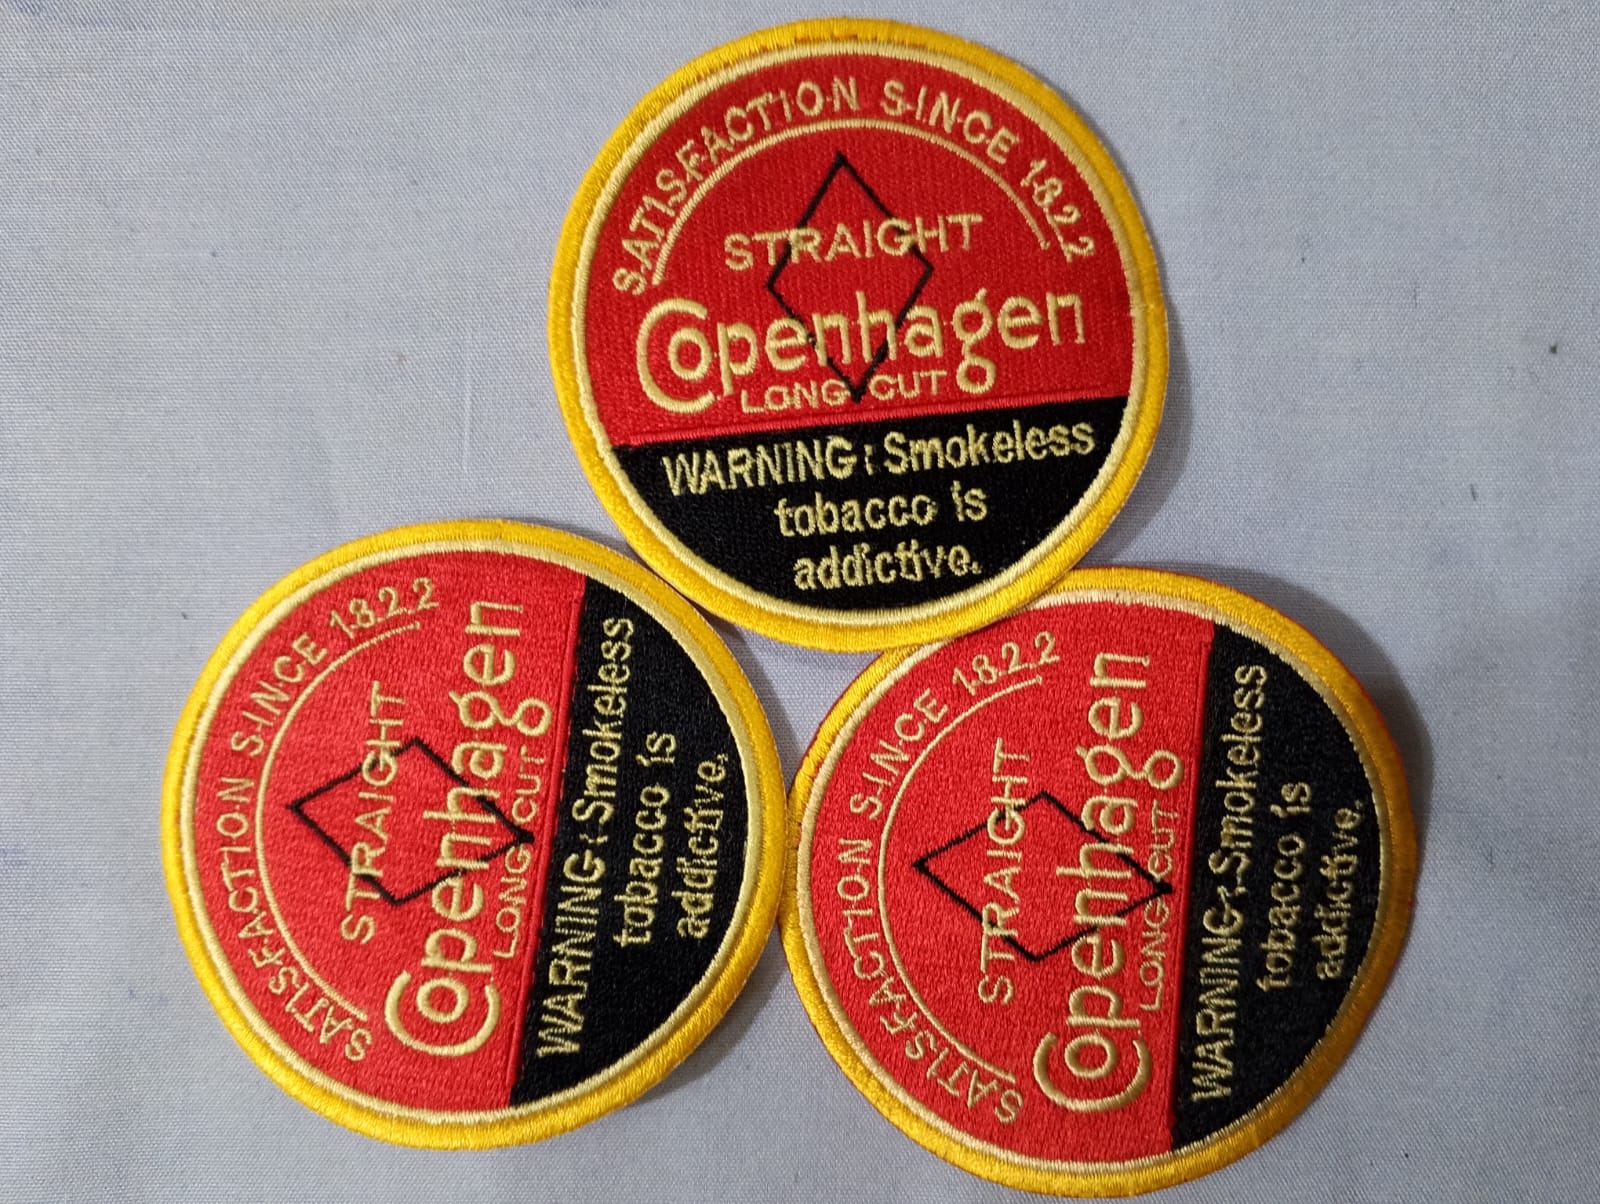 SATISFACTION SINCE 1822
STRAIGHT
Copenhagen
LONG CUT
WARNING: Smokeless
tobacco is
addictive.
SATISFACTION SINCE 1822
STRAIGHT
Copenhagen
LONG CUT
WARNING: Smokeless
tobacco is
addictive.
SATISFACTION SINCE 1822
STRAIGHT
Copenhagen
LONG CUT
WARNING: Smokeless
tobacco is
addictive.